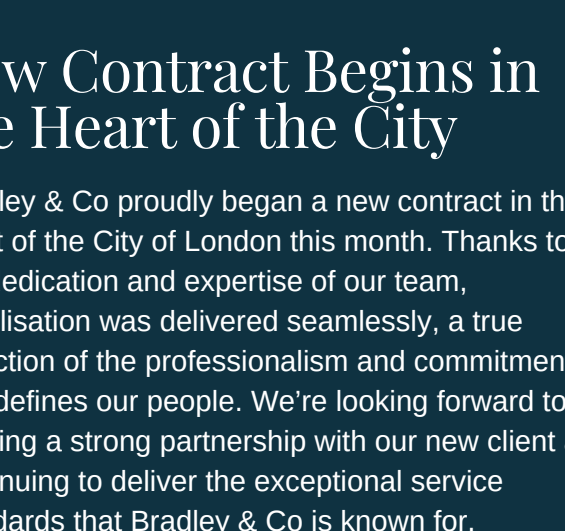 w Contract Begins in
e Heart of the City
ley & Co proudly began a new contract in th
t of the City of London this month. Thanks to
edication and expertise of our team,
lisation was delivered seamlessly, a true
ction of the professionalism and commitmen
defines our people. We’re looking forward to
ing a strong partnership with our new client
nuing to deliver the exceptional service
dards that Bradley & Co is known for.